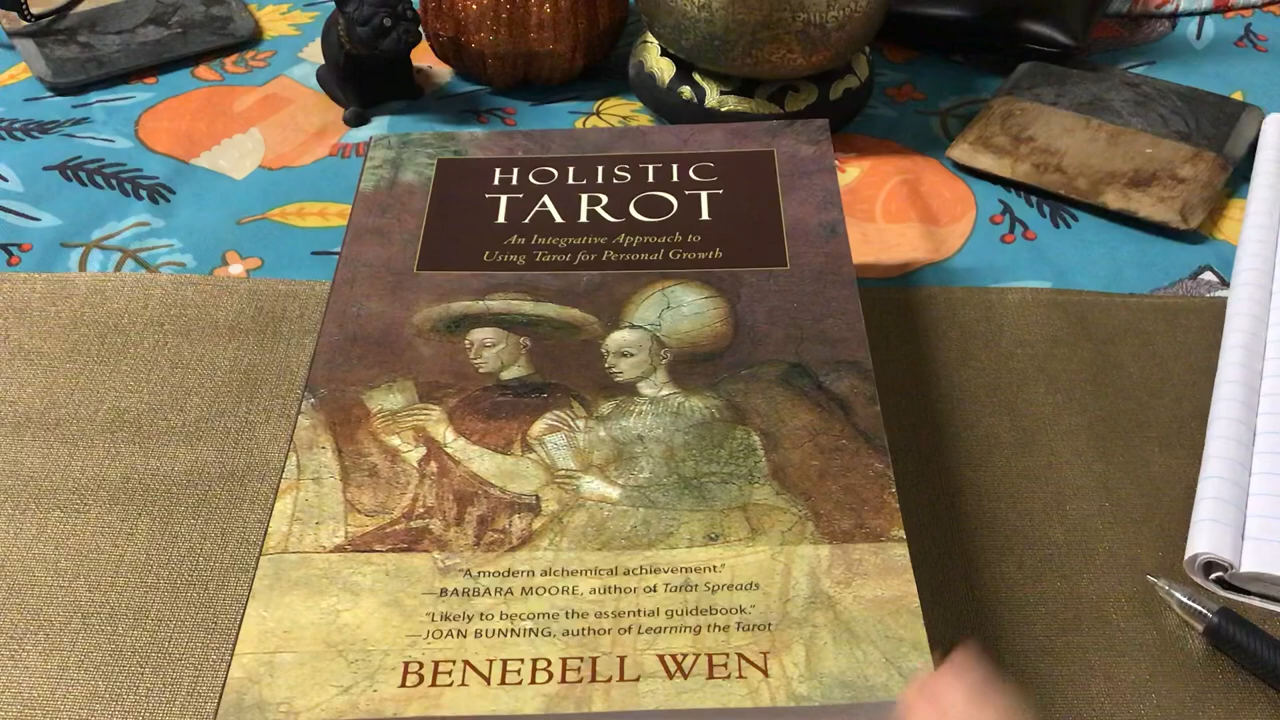 HOLISTIC
TAROT
An Integrative Approach to
Using Tarot for Personal Growth
"A modern alchemical achievement."
—BARBARA MOORE, author of Tarot Spreads
"Likely to become the essential guidebook."
—JOAN BUNNING, author of Learning the Tarot
BENEBELL WEN